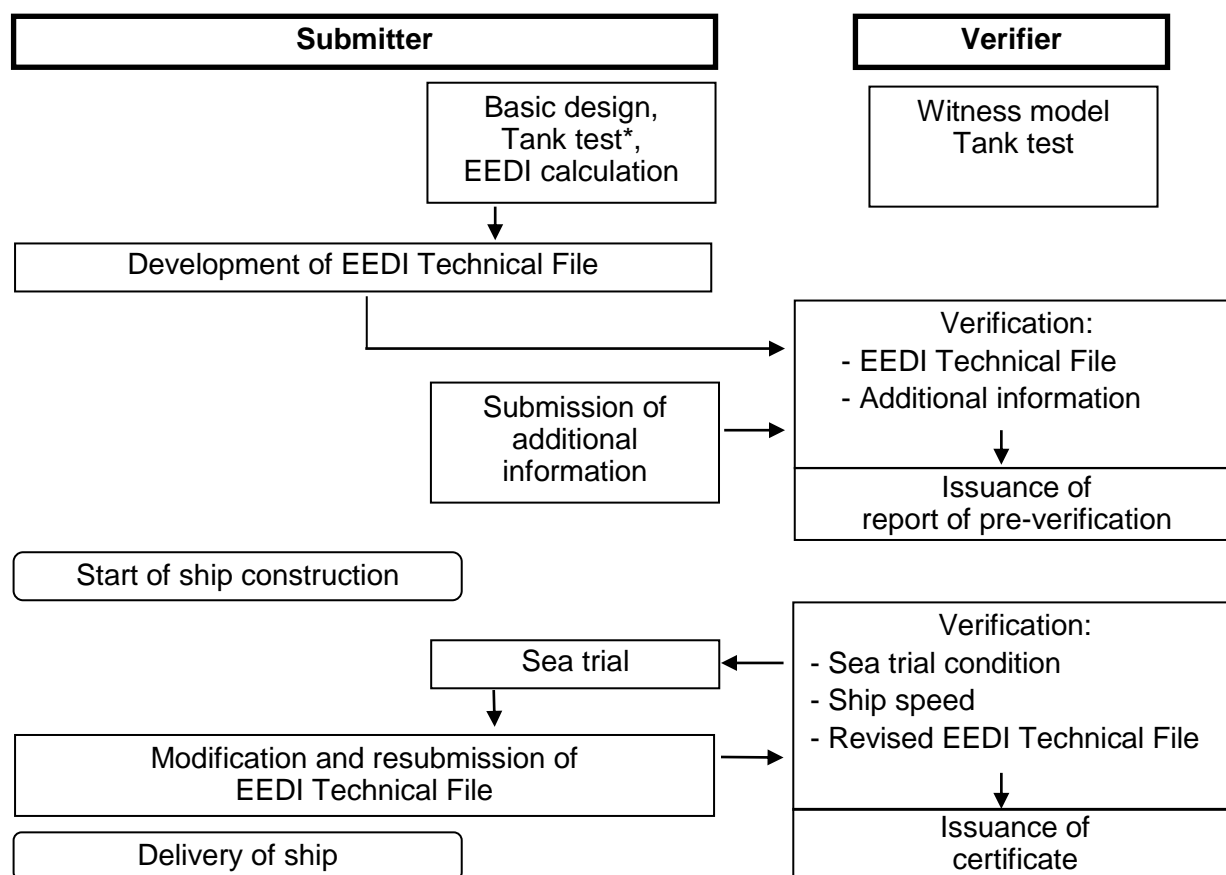 Submitter
Verifier
Basic design,
Tank test*,
EEDI calculation
Witness model
Tank test
Development of EEDI Technical File
Verification:
- EEDI Technical File
- Additional information
Submission of
additional
information
Issuance of
report of pre-verification
Start of ship construction
Verification:
- Sea trial condition
- Ship speed
- Revised EEDI Technical File
Sea trial
Modification and resubmission of
EEDI Technical File
Issuance of
certificate
Delivery of ship